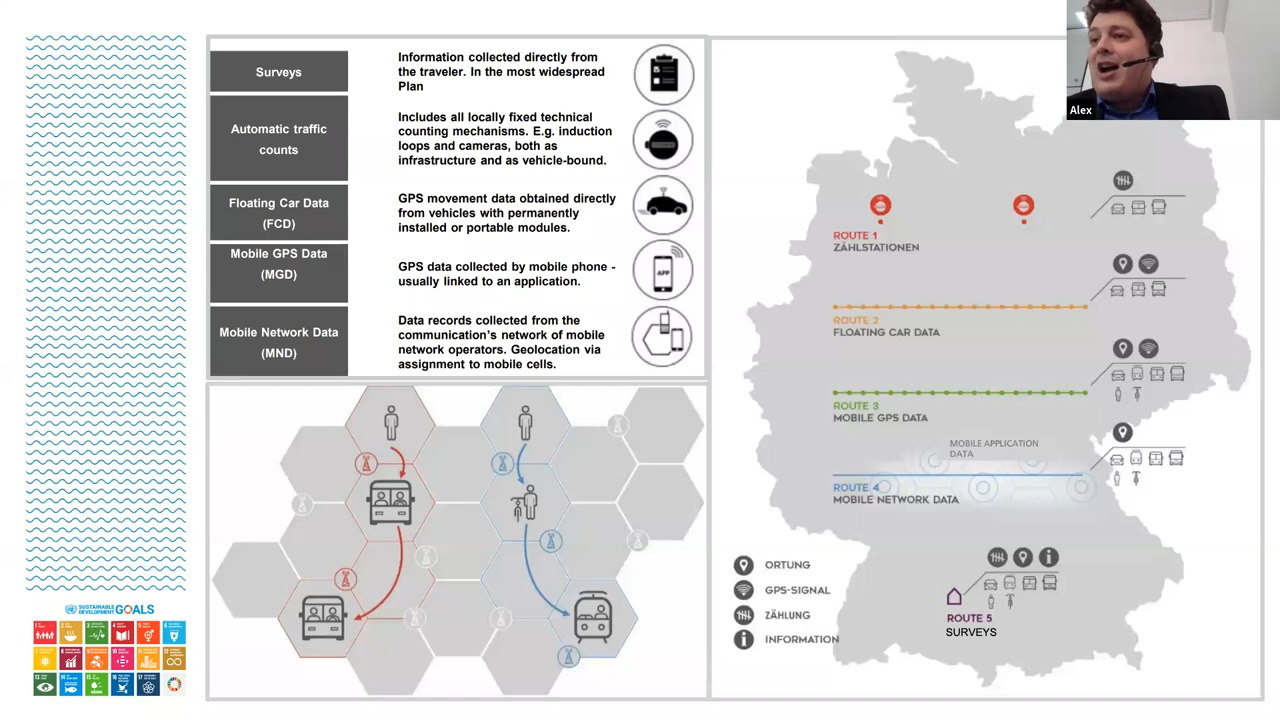 Surveys
Information collected directly from
the traveler. In the most widespread
Plan
Automatic traffic
counts
Includes all locally fixed technical
counting mechanisms. E.g. induction
loops and cameras, both as
infrastructure and as vehicle-bound.
Floating Car Data
(FCD)
GPS movement data obtained directly
from vehicles with permanently
installed or portable modules.
Mobile GPS Data
(MGD)
GPS data collected by mobile phone -
usually linked to an application.
APP
Mobile Network Data
(MND)
Data records collected from the
communication's network of mobile
network operators. Geolocation via
assignment to mobile cells.
Alex
ROUTE 1
ZÄHLSTATIONEN
ROUTE 2
FLOATING CAR DATA
ROUTE 3
MOBILE GPS DATA
MOBILE APPLICATION
DATA
ROUTE 4
MOBILE NETWORK DATA
ORTUNG
GPS-SIGNAL
ZÄHLUNG
INFORMATION
ROUTE 5
SURVEYS
SUSTAINABLE
DEVELOPMENT
GOALS